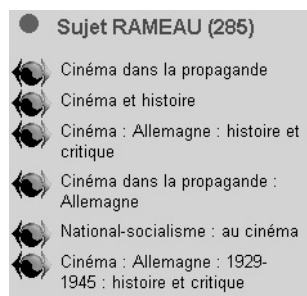 Sujet RAMEAU (285)
Cinéma dans la propagande
Cinéma et histoire
Cinéma : Allemagne : histoire et
critique
Cinéma dans la propagande :
Allemagne
National-socialisme : au cinéma
Cinéma : Allemagne : 1929-
1945 : histoire et critique